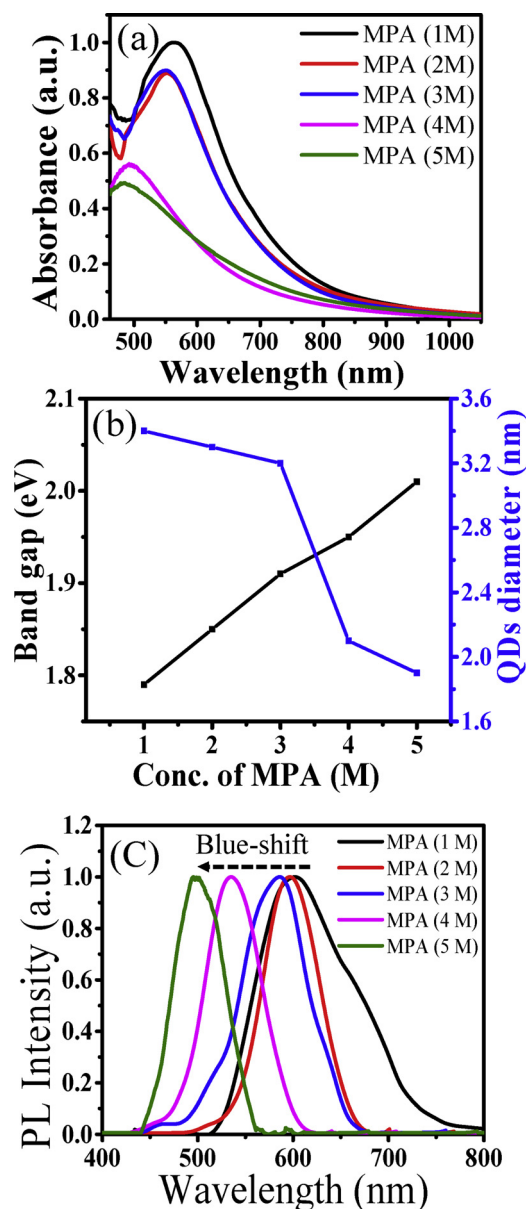 (a)
MPA (1M)
MPA (2M)
MPA (3M)
MPA (4M)
MPA (5M)
Absorbance (a.u.)
1.0
0.8
0.6
0.4
0.2
0.0
500 600 700 800 900 1000
Wavelength (nm)
(b)
Band gap (eV)
2.1
2.0
1.9
1.8
QDs diameter (nm)
3.6
3.2
2.8
2.4
2.0
1.6
1 2 3 4 5
Conc. of MPA (M)
(C)
Blue-shift
MPA (1 M)
MPA (2 M)
MPA (3 M)
MPA (4 M)
MPA (5 M)
PL Intensity (a.u.)
1.2
1.0
0.8
0.6
0.4
0.2
0.0
400 500 600 700 800
Wavelength (nm)